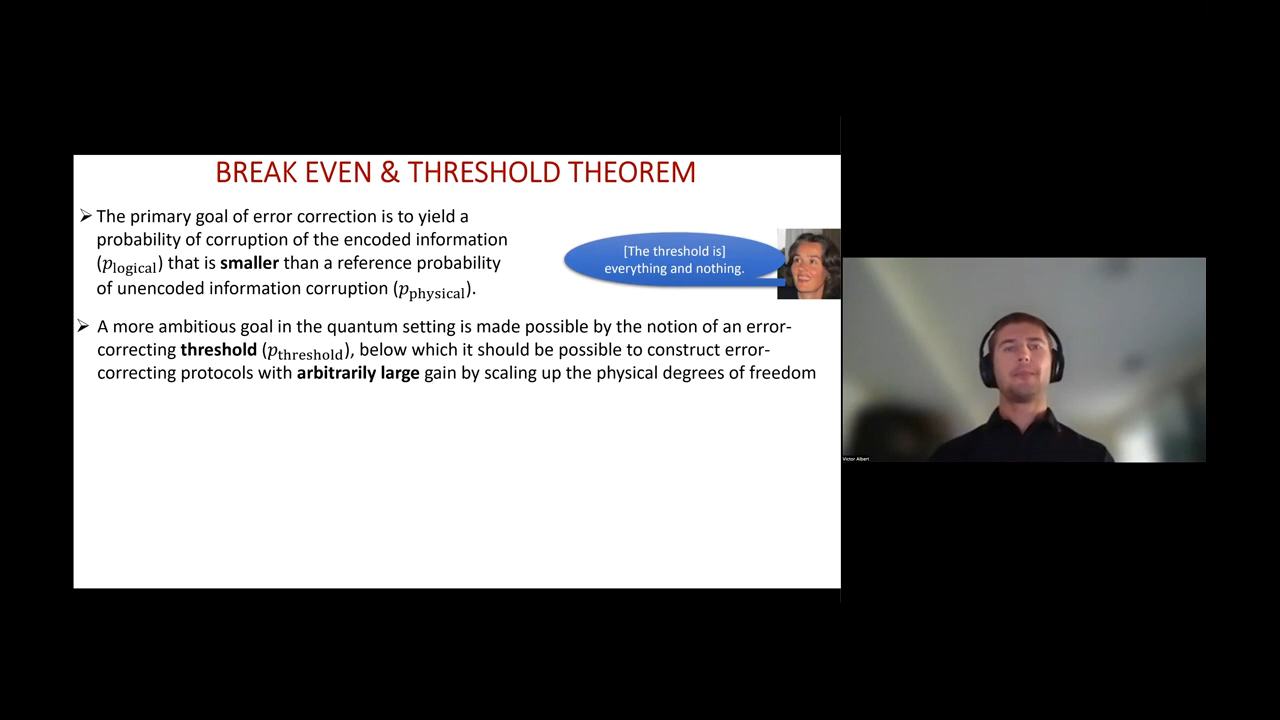 BREAK EVEN & THRESHOLD THEOREM
➢ The primary goal of error correction is to yield a
probability of corruption of the encoded information
(p_logical) that is smaller than a reference probability
of unencoded information corruption (p_physical).
[The threshold is]
everything and nothing.
➢ A more ambitious goal in the quantum setting is made possible by the notion of an error-
correcting threshold (p_threshold), below which it should be possible to construct error-
correcting protocols with arbitrarily large gain by scaling up the physical degrees of freedom
Victor Albert